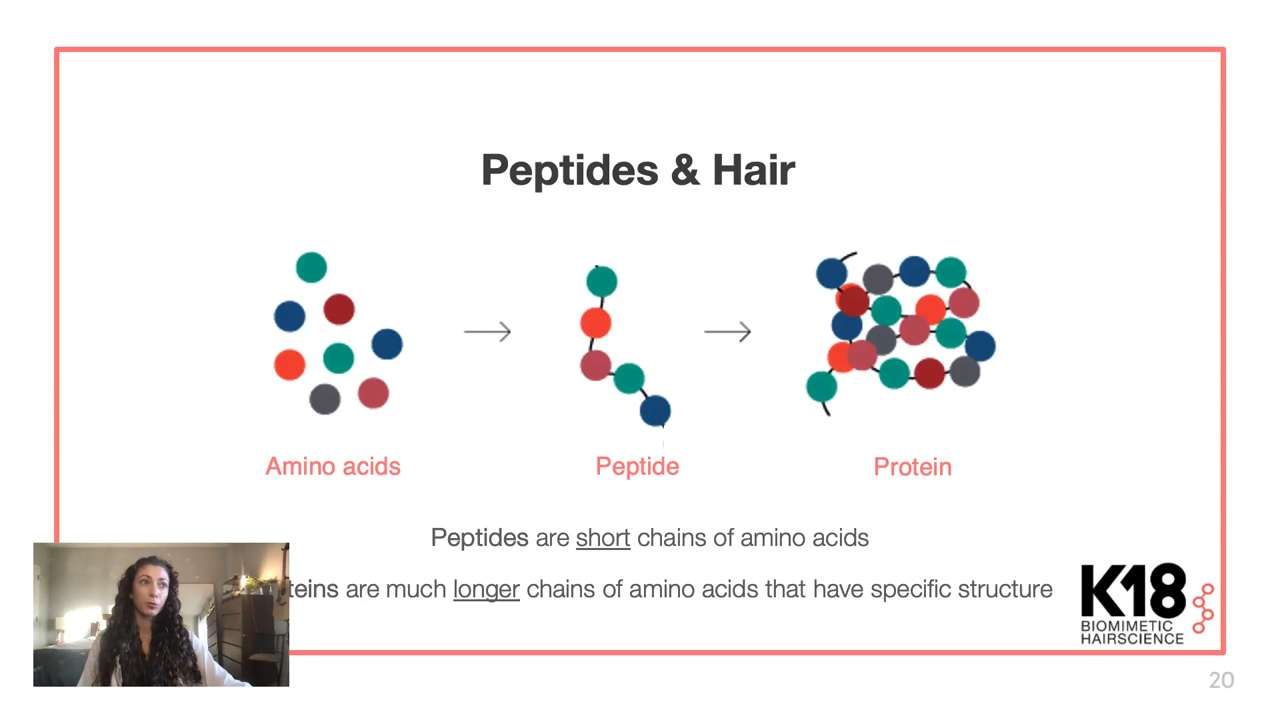 Peptides & Hair
Amino acids
Peptide
Protein
Peptides are short chains of amino acids
teins are much longer chains of amino acids that have specific structure
K18
BIOMIMETIC
HAIRSCIENCE
20